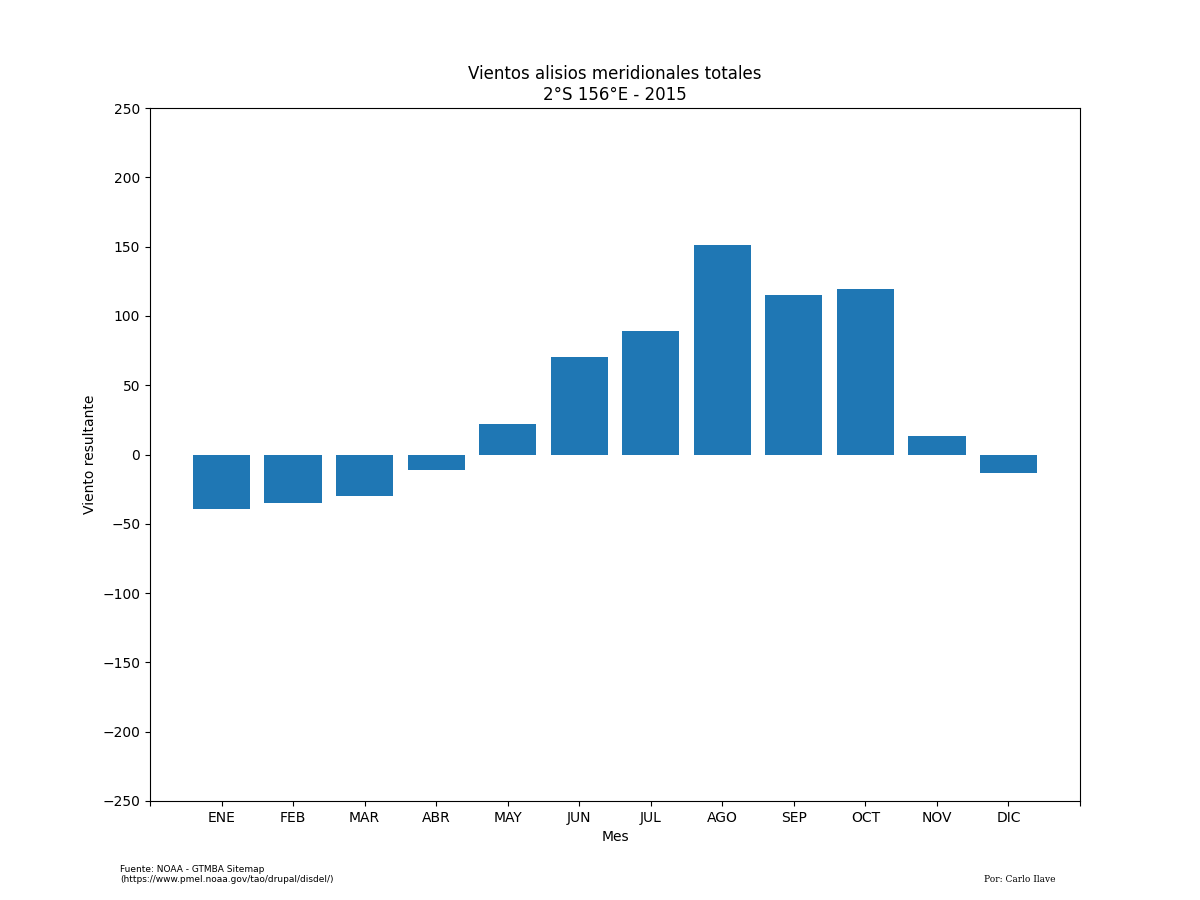 Vientos alisios meridionales totales
2°S 156°E - 2015
250
200
150
100
50
0
−50
−100
−150
−200
−250
Viento resultante
ENE FEB MAR ABR MAY JUN JUL AGO SEP OCT NOV DIC
Mes
Fuente: NOAA - GTMBA Sitemap
(https://www.pmel.noaa.gov/tao/drupal/disdel/)
Por: Carlo Ilave